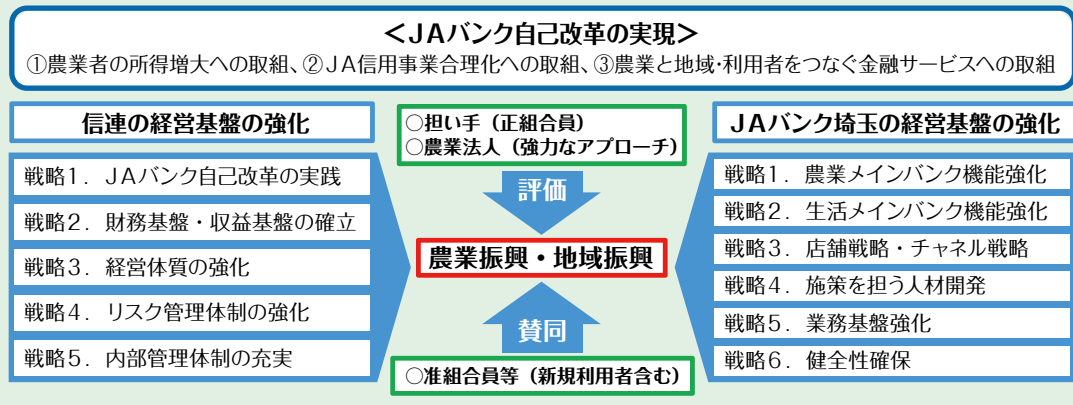 ＜JAバンク自己改革の実現＞
①農業者の所得増大への取組、②JA信用事業合理化への取組、③農業と地域・利用者をつなぐ金融サービスへの取組
信連の経営基盤の強化
戦略1．JAバンク自己改革の実践
戦略2．財務基盤・収益基盤の確立
戦略3．経営体質の強化
戦略4．リスク管理体制の強化
戦略5．内部管理体制の充実
○担い手（正組合員）
○農業法人（強力なアプローチ）
評価
農業振興・地域振興
賛同
○准組合員等（新規利用者含む）
JAバンク埼玉の経営基盤の強化
戦略1．農業メインバンク機能強化
戦略2．生活メインバンク機能強化
戦略3．店舗戦略・チャネル戦略
戦略4．施策を担う人材開発
戦略5．業務基盤強化
戦略6．健全性確保